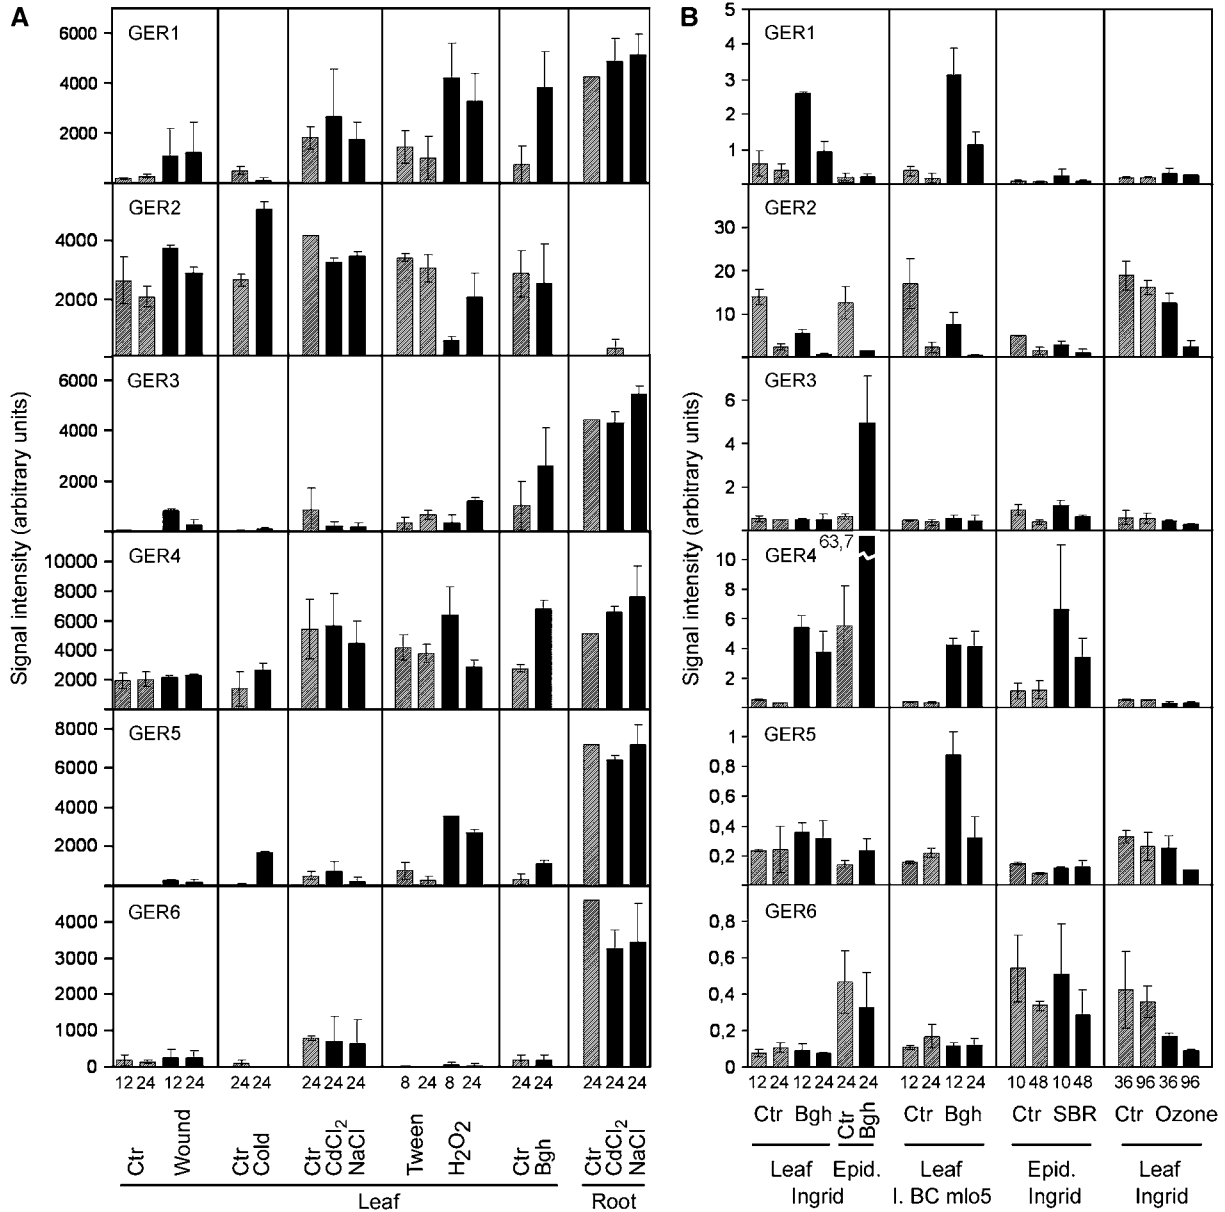 A
B
Signal intensity (arbitrary units)
GER1
6000
4000
2000
GER2
4000
2000
GER3
6000
4000
2000
GER4
10000
8000
6000
4000
2000
GER5
8000
6000
4000
2000
GER6
4000
3000
2000
1000
0
12 24 12 24 24 24 24 24 24 8 24 8 24 24 24 24 24 24
Ctr Wound Ctr Cold Ctr CdCl2 NaCl Tween H2O2 Ctr Bgh Ctr CdCl2 NaCl
Leaf Root
Signal intensity (arbitrary units)
GER1
5
4
3
2
1
GER2
30
20
10
GER3
6
4
2
GER4 63,7
10
8
6
4
2
GER5
1
0,8
0,6
0,4
0,2
GER6
0,8
0,6
0,4
0,2
0
12 24 12 24 24 24 12 24 12 24 10 48 10 48 36 96 36 96
Ctr Bgh Ctr Bgh Ctr Bgh Ctr SBR Ctr Ozone
Leaf Epid. Leaf Epid. Leaf
Ingrid I. BC mlo5 Ingrid Ingrid